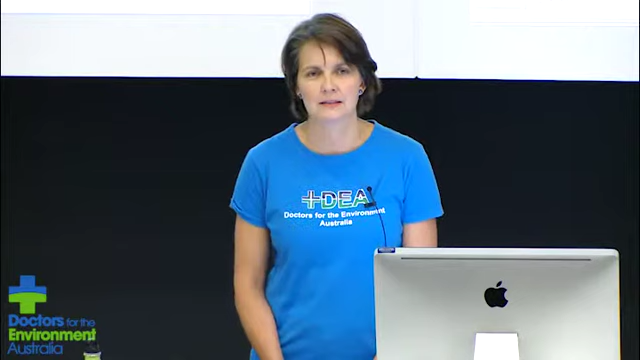 +DEA
Doctors for the Environment
Australia
Doctors for the
Environment
Australia